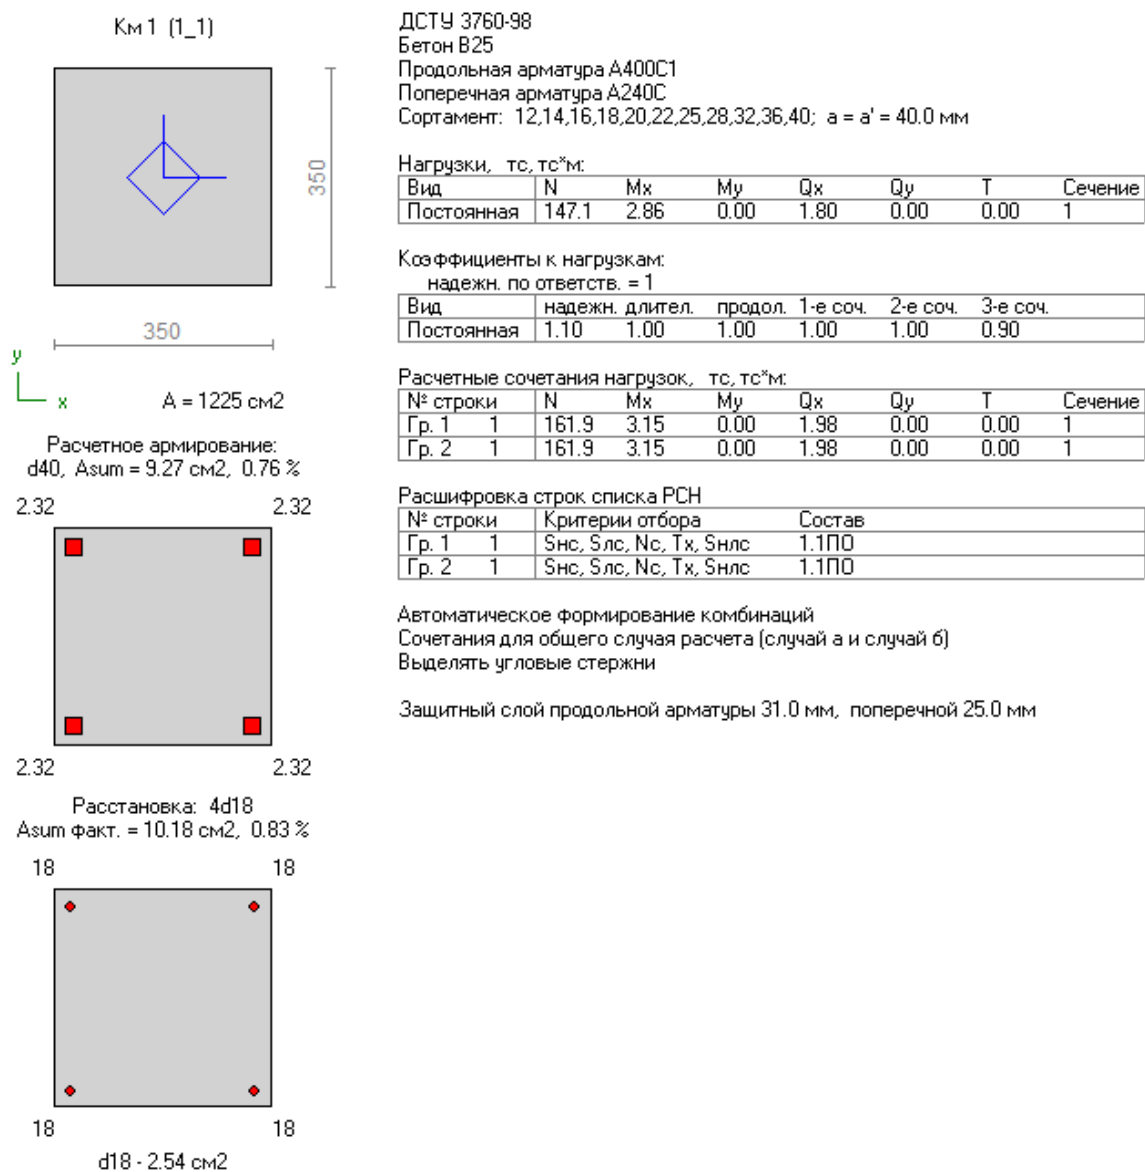 Км 1 (1_1)
350
350
y
x
A = 1225 см2
Расчетное армирование:
d40, Asum = 9.27 см2, 0.76 %
2.32 2.32
2.32 2.32
Расстановка: 4d18
Asum факт. = 10.18 см2, 0.83 %
18 18
18 18
d18 - 2.54 см2
ДСТУ 3760-98
Бетон B25
Продольная арматура А400С1
Поперечная арматура А240С
Сортамент: 12,14,16,18,20,22,25,28,32,36,40; a = a' = 40.0 мм
Нагрузки, тс, тс*м:
Вид N Mx My Qx Qy T Сечение
Постоянная 147.1 2.86 0.00 1.80 0.00 0.00 1
Коэффициенты к нагрузкам:
надежн. по ответств. = 1
Вид надежн. длител. продол. 1-е соч. 2-е соч. 3-е соч.
Постоянная 1.10 1.00 1.00 1.00 1.00 0.90
Расчетные сочетания нагрузок, тс, тс*м:
№ строки N Mx My Qx Qy T Сечение
Гр. 1 1 161.9 3.15 0.00 1.98 0.00 0.00 1
Гр. 2 1 161.9 3.15 0.00 1.98 0.00 0.00 1
Расшифровка строк списка РСН
№ строки Критерии отбора Состав
Гр. 1 1 Sнс, Sлс, Nс, Tx, Sнлс 1.1ПО
Гр. 2 1 Sнс, Sлс, Nс, Tx, Sнлс 1.1ПО
Автоматическое формирование комбинаций
Сочетания для общего случая расчета (случай а и случай б)
Выделять угловые стержни
Защитный слой продольной арматуры 31.0 мм, поперечной 25.0 мм